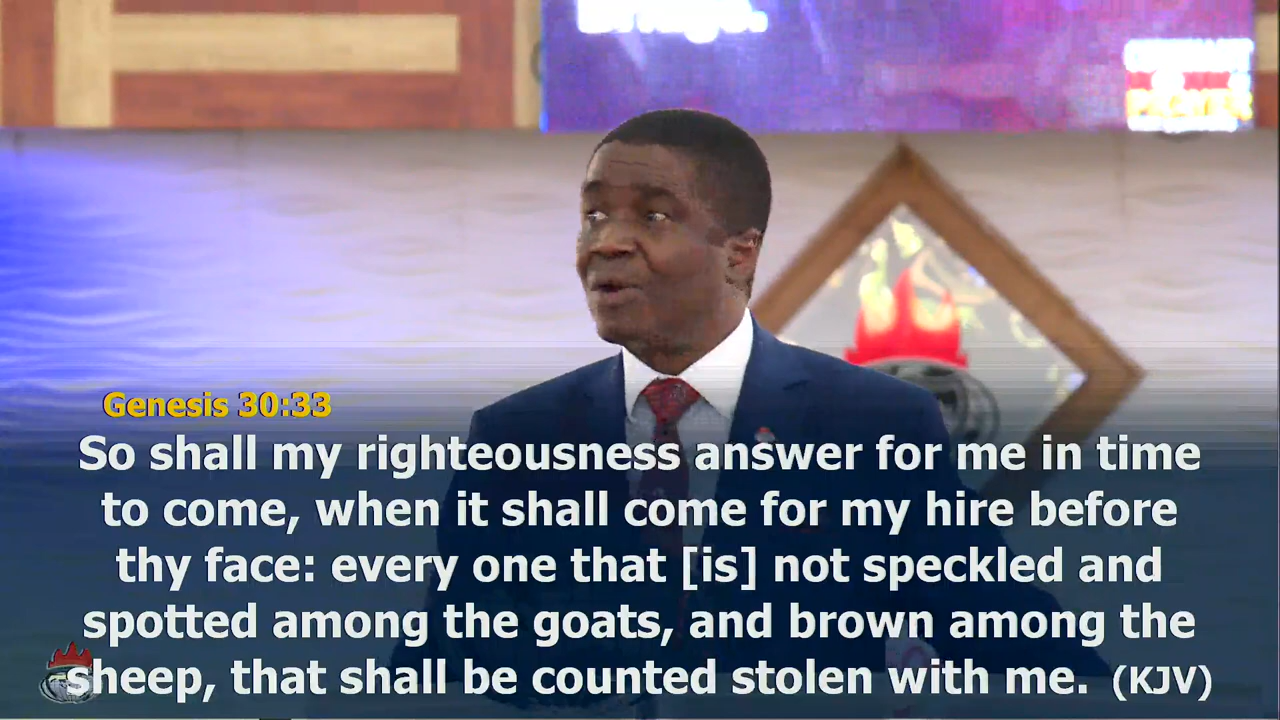 Genesis 30:33
So shall my righteousness answer for me in time
to come, when it shall come for my hire before
thy face: every one that [is] not speckled and
spotted among the goats, and brown among the
sheep, that shall be counted stolen with me. (KJV)